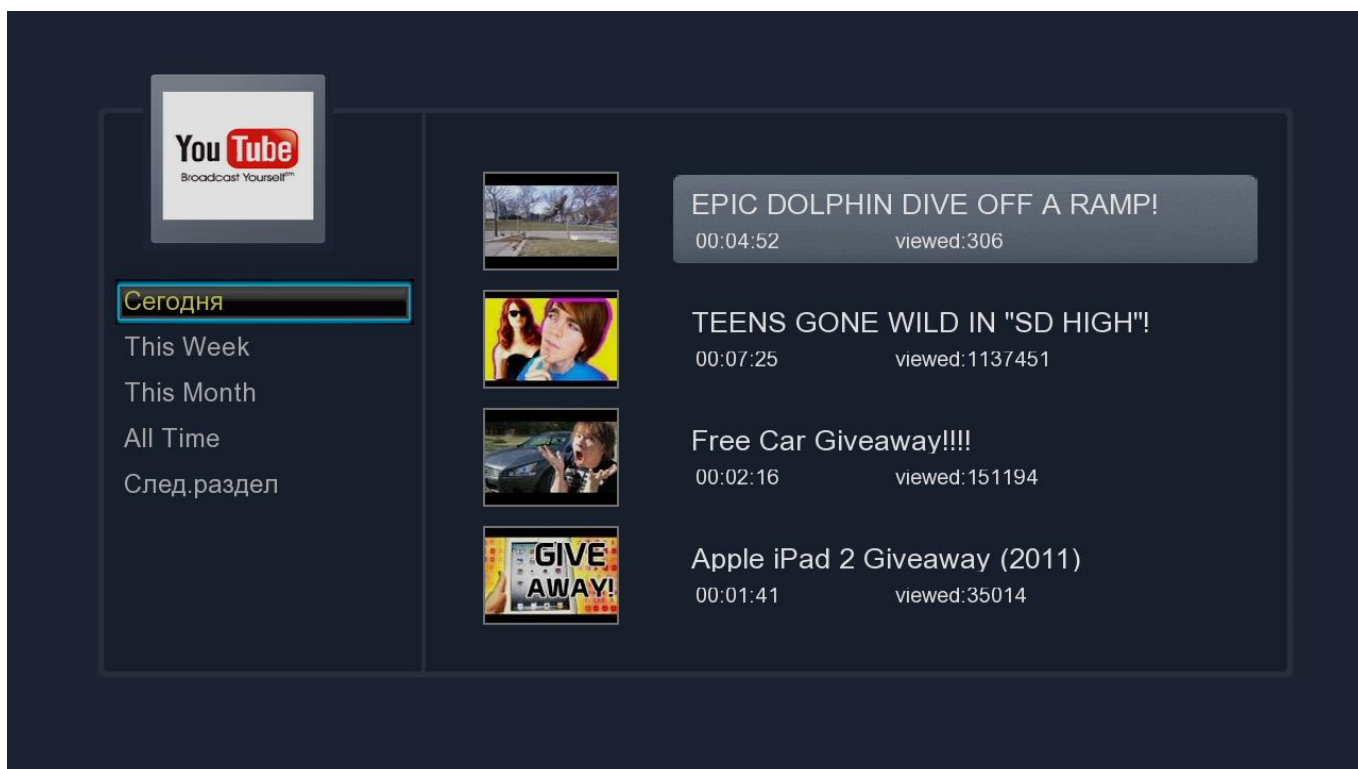 You Tube
Broadcast Yourself™
Сегодня
This Week
This Month
All Time
След.раздел
EPIC DOLPHIN DIVE OFF A RAMP!
00:04:52 viewed:306
TEENS GONE WILD IN "SD HIGH"!
00:07:25 viewed:1137451
Free Car Giveaway!!!!
00:02:16 viewed:151194
GIVE
AWAY!
Apple iPad 2 Giveaway (2011)
00:01:41 viewed:35014